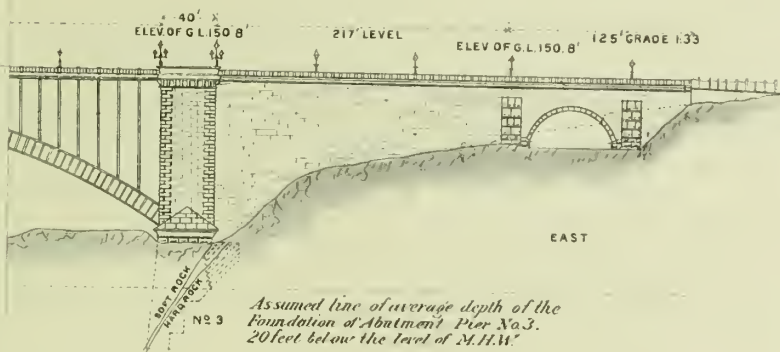 40'
ELEV. OF G.L. 150.8'
217' LEVEL
ELEV OF G.L. 150.8'
125' GRADE 1:33
EAST
SOFT ROCK
HARD ROCK
No 3
Assumed line of average depth of the
Foundation of Abutment Pier No 3.
20 feet below the level of M.H.W.